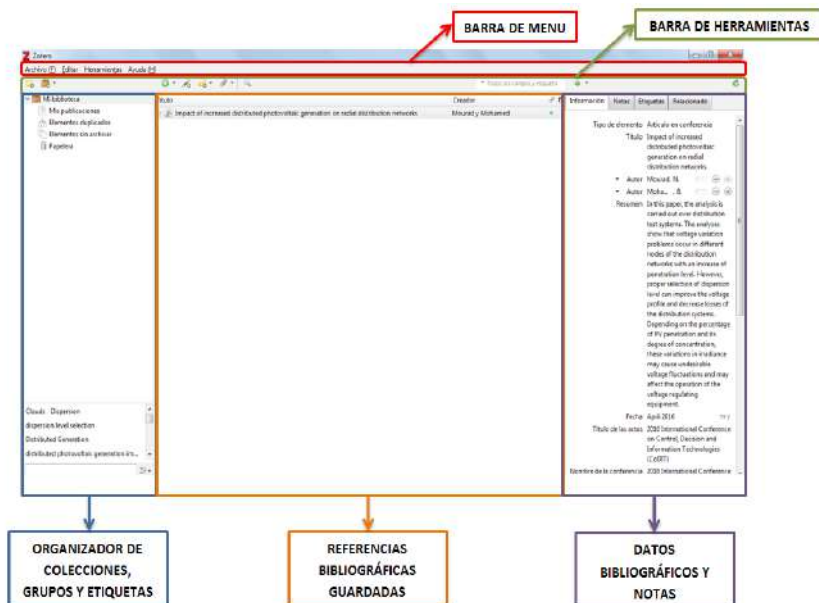 BARRA DE MENU
BARRA DE HERRAMIENTAS
Zotero
Archivo (F) Editar Herramientas Ayuda (H)
Todos los campos y etiquetas
Mi biblioteca
Mis publicaciones
Elementos duplicados
Elementos sin archivar
Papelera
Título
Creador
Impact of increased distributed photovoltaic generation on radial distribution networks
Mourad y Mohamed
Información
Notas
Etiquetas
Relacionado
Tipo de elemento Artículo en conferencia
Título Impact of increased
distributed photovoltaic
generation on radial
distribution networks
Autor Mourad, N.
Autor Moha... , B.
Resumen In this paper, the analysis is
carried out over distribution
test systems. The analyses
show that voltage variation
problems occur in different
nodes of the distribution
networks with an increase of
penetration level. However,
proper selection of dispersion
level can improve the voltage
profile and decrease losses of
the distribution systems.
Depending on the percentage
of PV penetration and its
degree of concentration,
these variations in irradiance
may cause undesirable
voltage fluctuations and may
affect the operation of the
voltage regulating
equipment.
Fecha April 2016
Título de las actas 2016 International Conference
on Control, Decision and
Information Technologies
(CoDIT)
Nombre de la conferencia 2016 International Conference
Clouds Dispersion
dispersion level selection
Distributed Generation
distributed photovoltaic generation im...
ORGANIZADOR DE
COLECCIONES,
GRUPOS Y ETIQUETAS
REFERENCIAS
BIBLIOGRÁFICAS
GUARDADAS
DATOS
BIBLIOGRÁFICOS Y
NOTAS